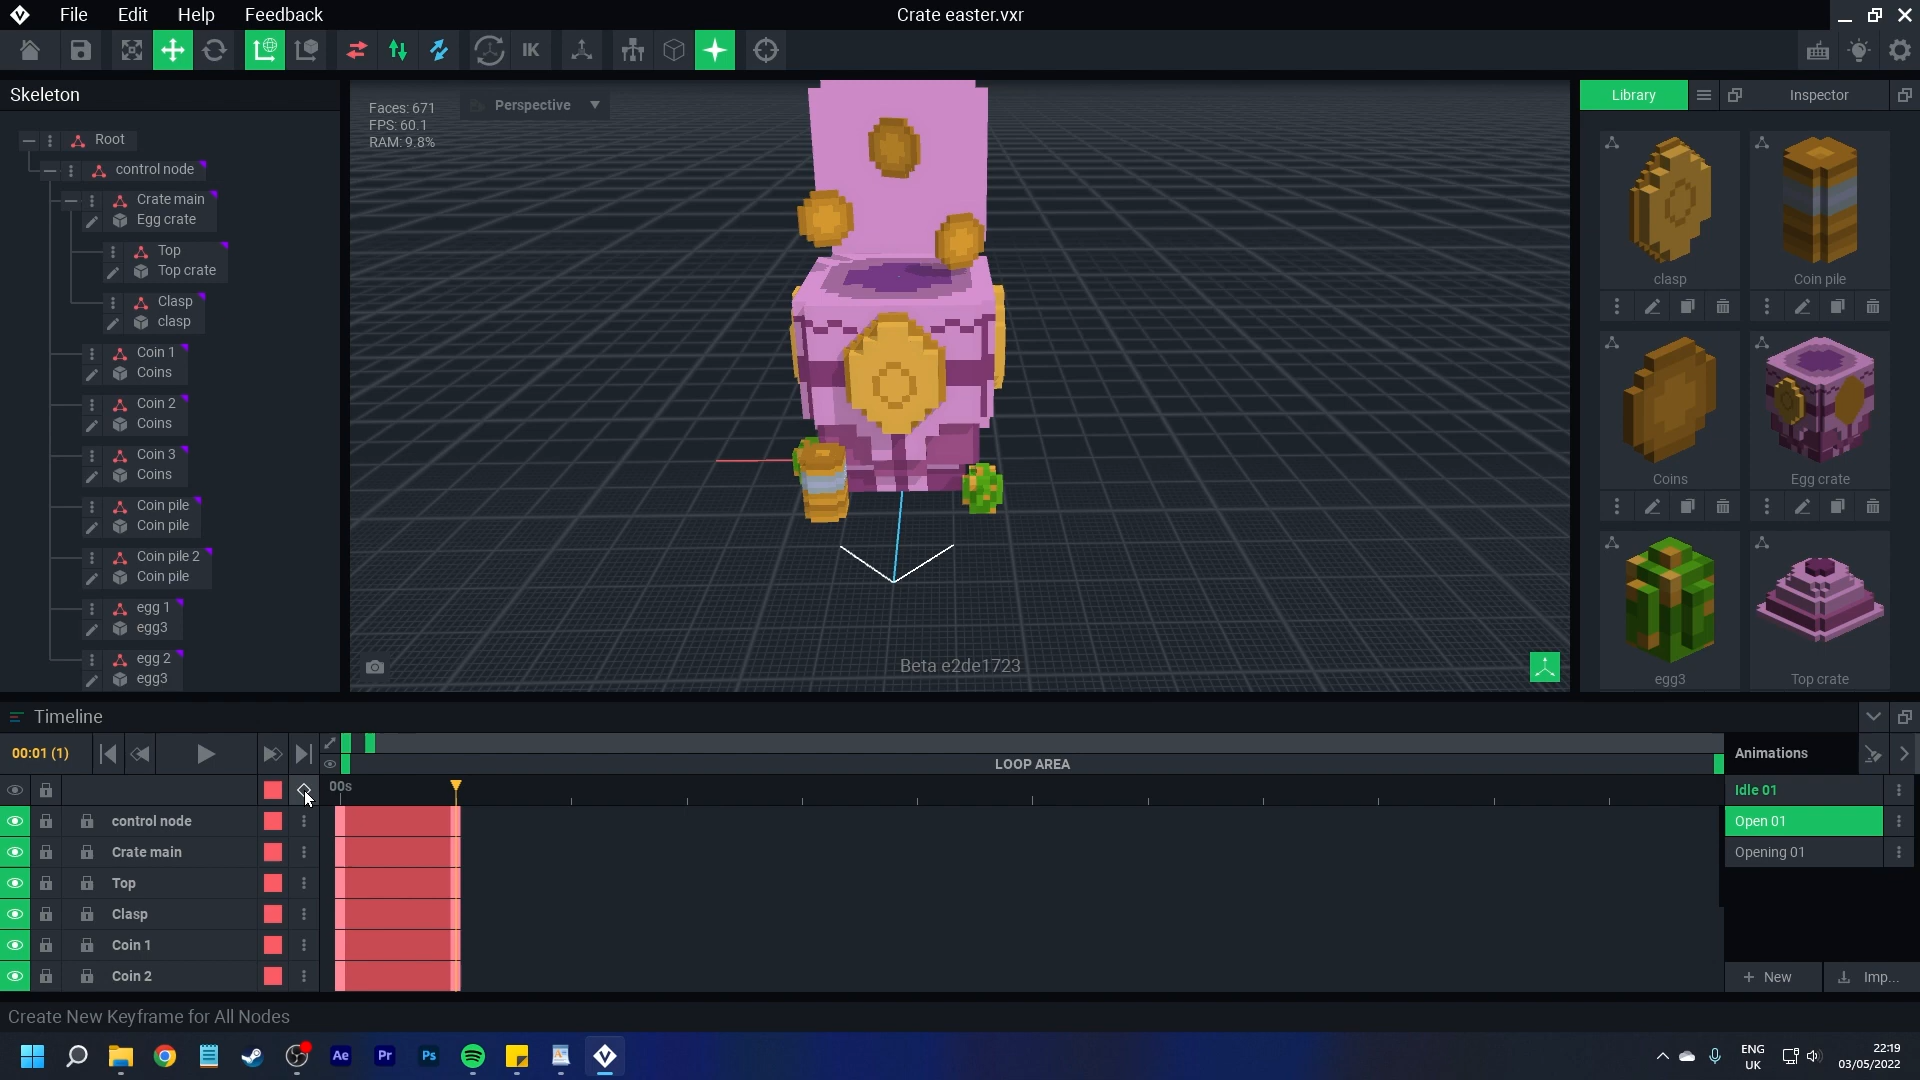 File Edit Help Feedback
Crate easter.vxr
IK
Skeleton
Root
control node
Crate main
Egg crate
Top
Top crate
Clasp
clasp
Coin 1
Coins
Coin 2
Coins
Coin 3
Coins
Coin pile
Coin pile
Coin pile 2
Coin pile
egg 1
egg3
egg 2
egg3
Faces: 671
FPS: 60.1
RAM: 9.8%
Perspective
Beta e2de1723
Library
Inspector
clasp
Coin pile
Coins
Egg crate
egg3
Top crate
Timeline
00:01 (1)
LOOP AREA
00s
control node
Crate main
Top
Clasp
Coin 1
Coin 2
Animations
Idle 01
Open 01
Opening 01
New
Imp...
Create New Keyframe for All Nodes
Ae
Pr
Ps
ENG
UK
22:19
03/05/2022